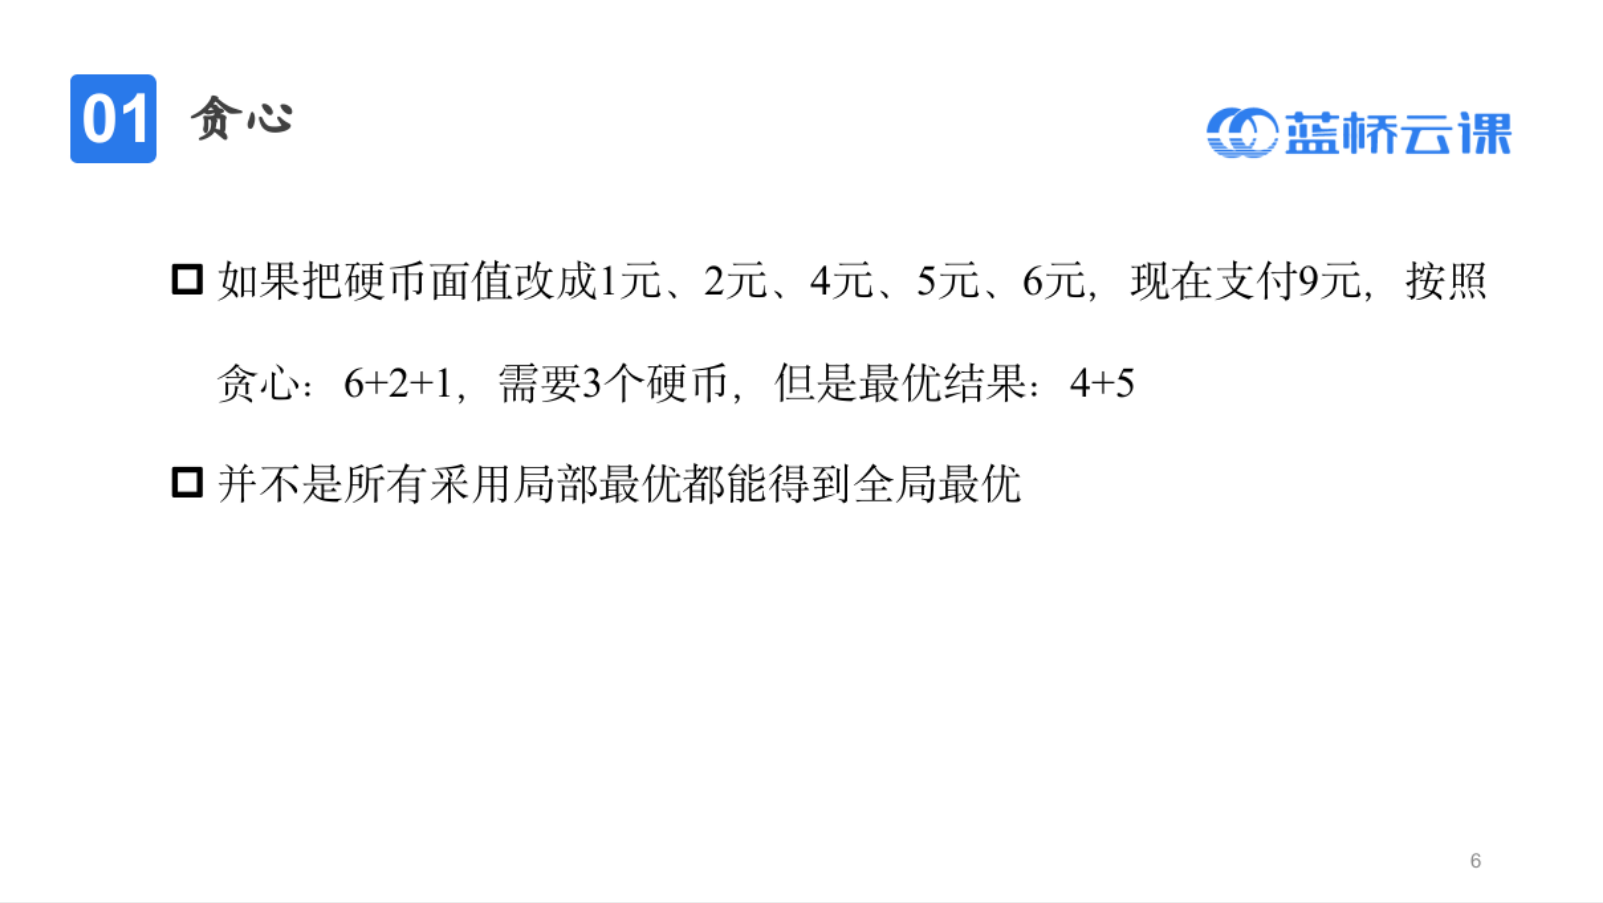 01 贪心
蓝桥云课
如果把硬币面值改成1元、2元、4元、5元、6元，现在支付9元，按照
贪心：6+2+1，需要3个硬币，但是最优结果：4+5
并不是所有采用局部最优都能得到全局最优
6